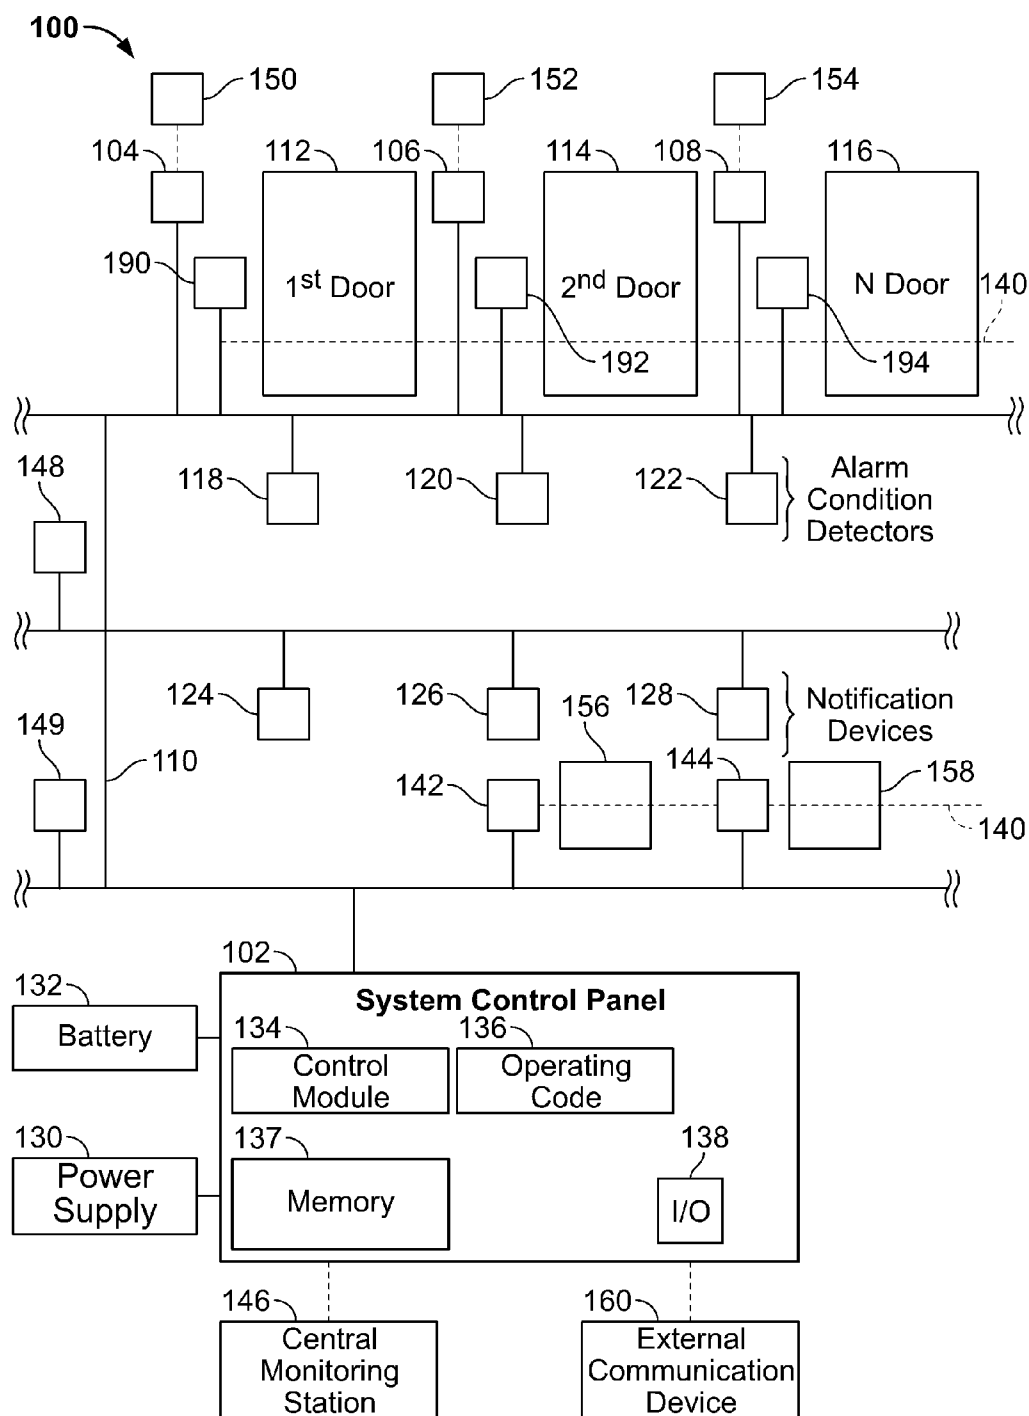 100
150
152
154
104
112
106
114
108
116
190
1st Door
2nd Door
N Door
140
192
194
148
118
120
122
Alarm
Condition
Detectors
124
126
128
Notification
Devices
149
110
156
142
144
158
140
102
System Control Panel
132
Battery
134
Control
Module
136
Operating
Code
130
Power
Supply
137
Memory
138
I/O
146
Central
Monitoring
Station
160
External
Communication
Device